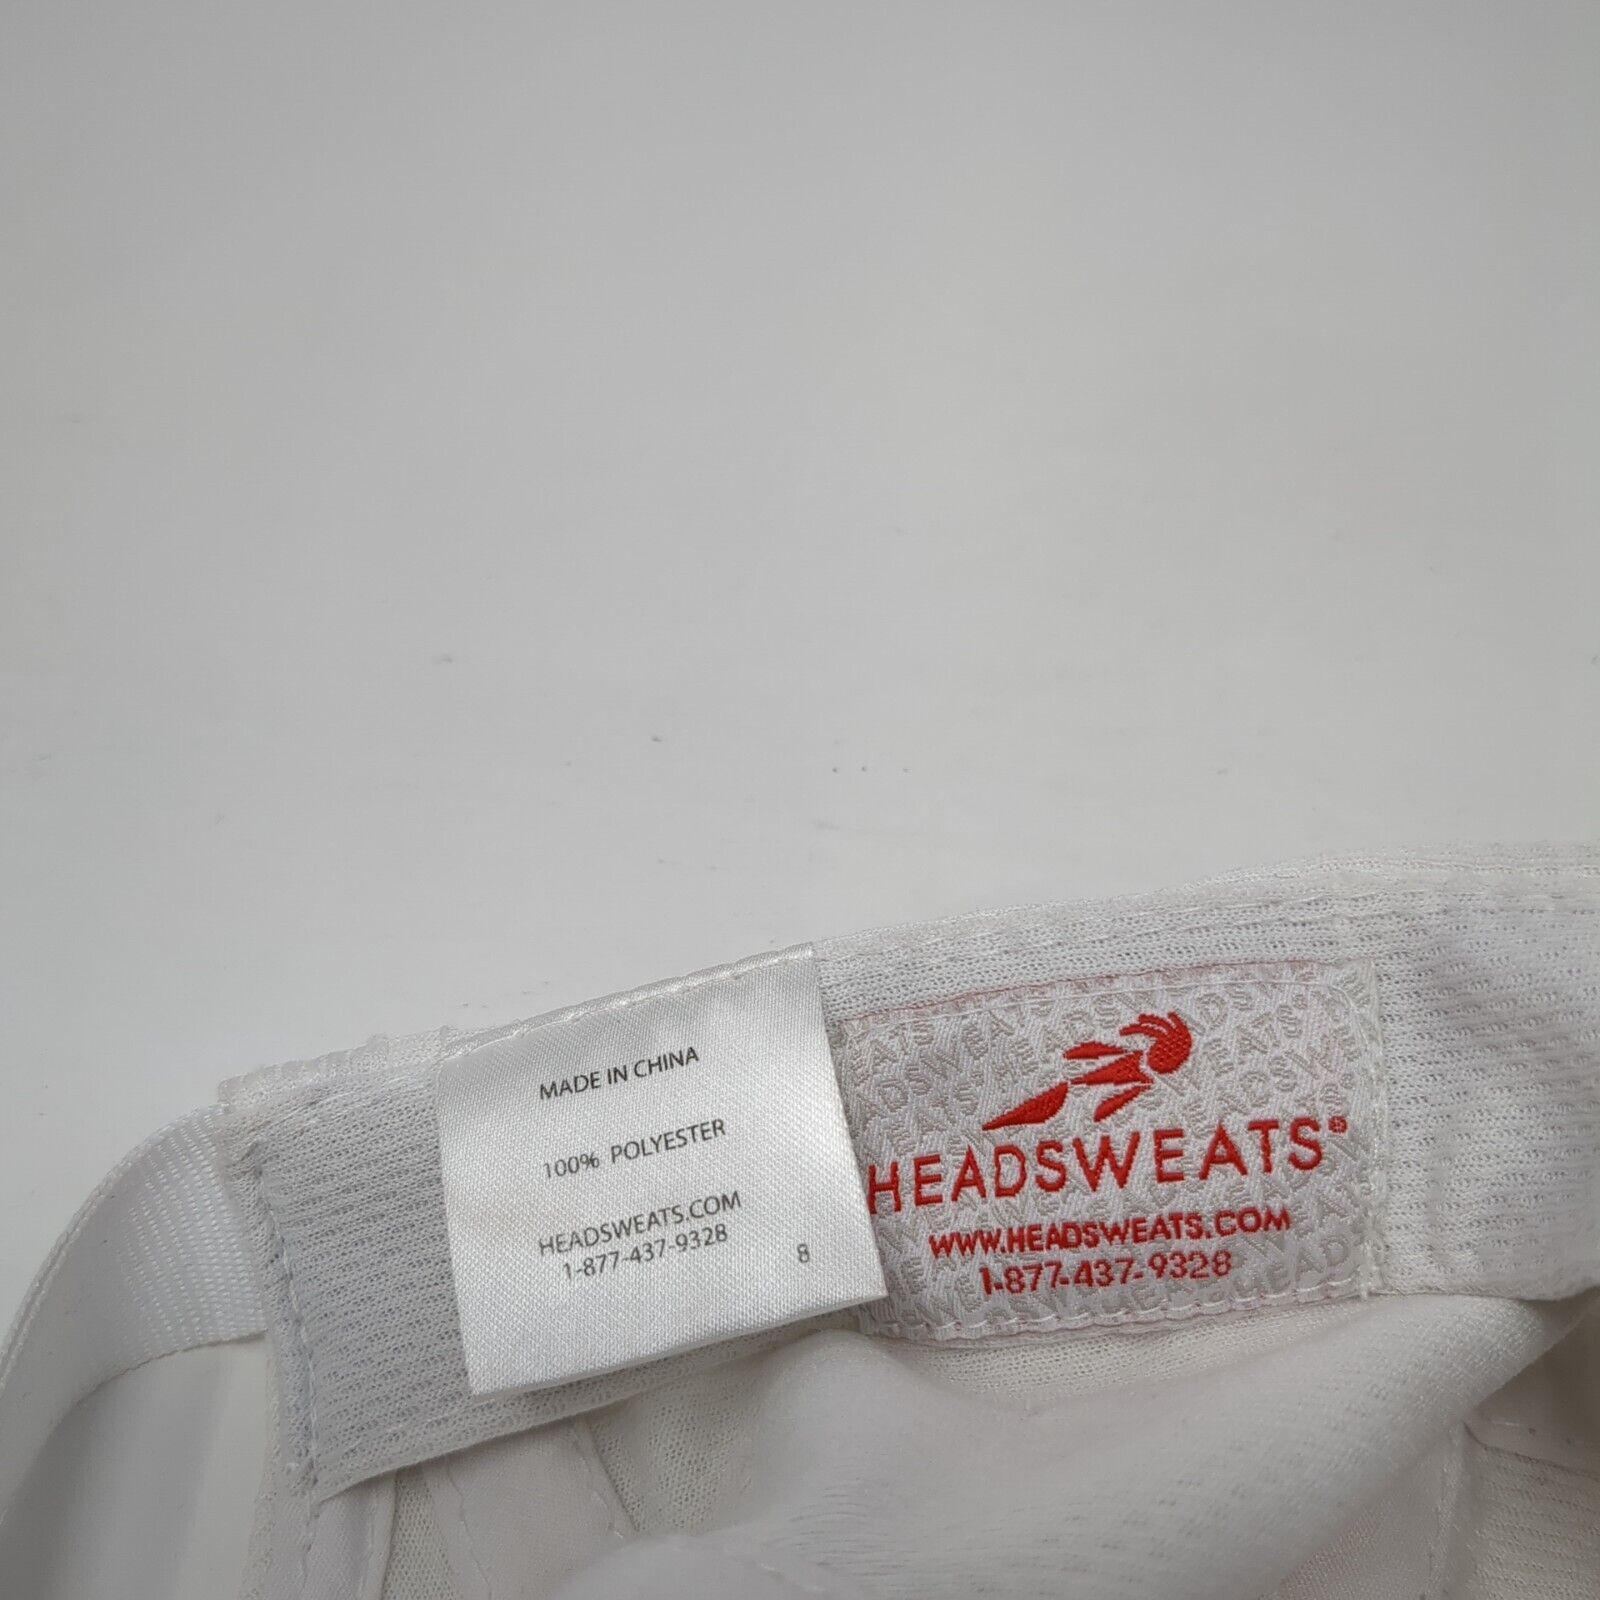 MADE IN CHINA
100% POLYESTER
HEADSWEATS.COM
1-877-437-9328
8
HEADSWEATS®
WWW.HEADSWEATS.COM
1-877-437-9328